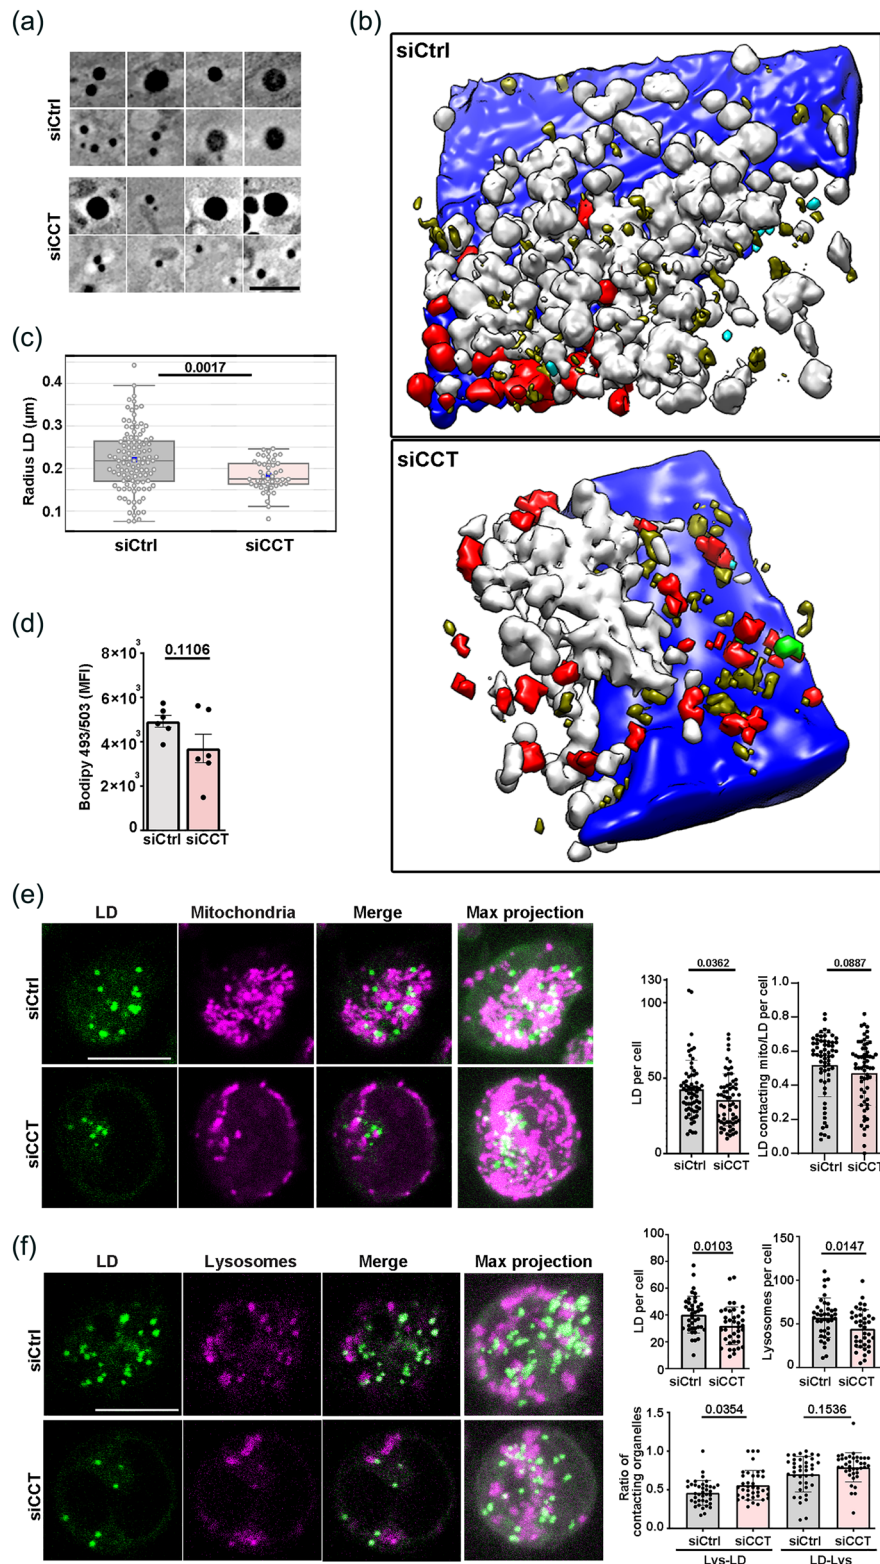 (a)
siCtrl
siCCT
(b)
siCtrl
siCCT
(c)
0.0017
Radius LD (µm)
0.4
0.3
0.2
0.1
siCtrl
siCCT
(d)
0.1106
Bodipy 493/503 (MFI)
8×10³
6×10³
4×10³
2×10³
0
siCtrl
siCCT
(e)
LD
Mitochondria
Merge
Max projection
siCtrl
siCCT
0.0362
LD per cell
130
100
50
0
siCtrl
siCCT
0.0887
LD contacting mito/LD per cell
1.0
0.8
0.6
0.4
0.2
0.0
siCtrl
siCCT
(f)
LD
Lysosomes
Merge
Max projection
siCtrl
siCCT
0.0103
LD per cell
100
80
60
40
20
0
siCtrl
siCCT
0.0147
Lysosomes per cell
150
100
50
0
siCtrl
siCCT
0.0354
0.1536
Ratio of
contacting organelles
1.5
1.0
0.5
0.0
siCtrl
siCCT
siCtrl
siCCT
Lys-LD
LD-Lys